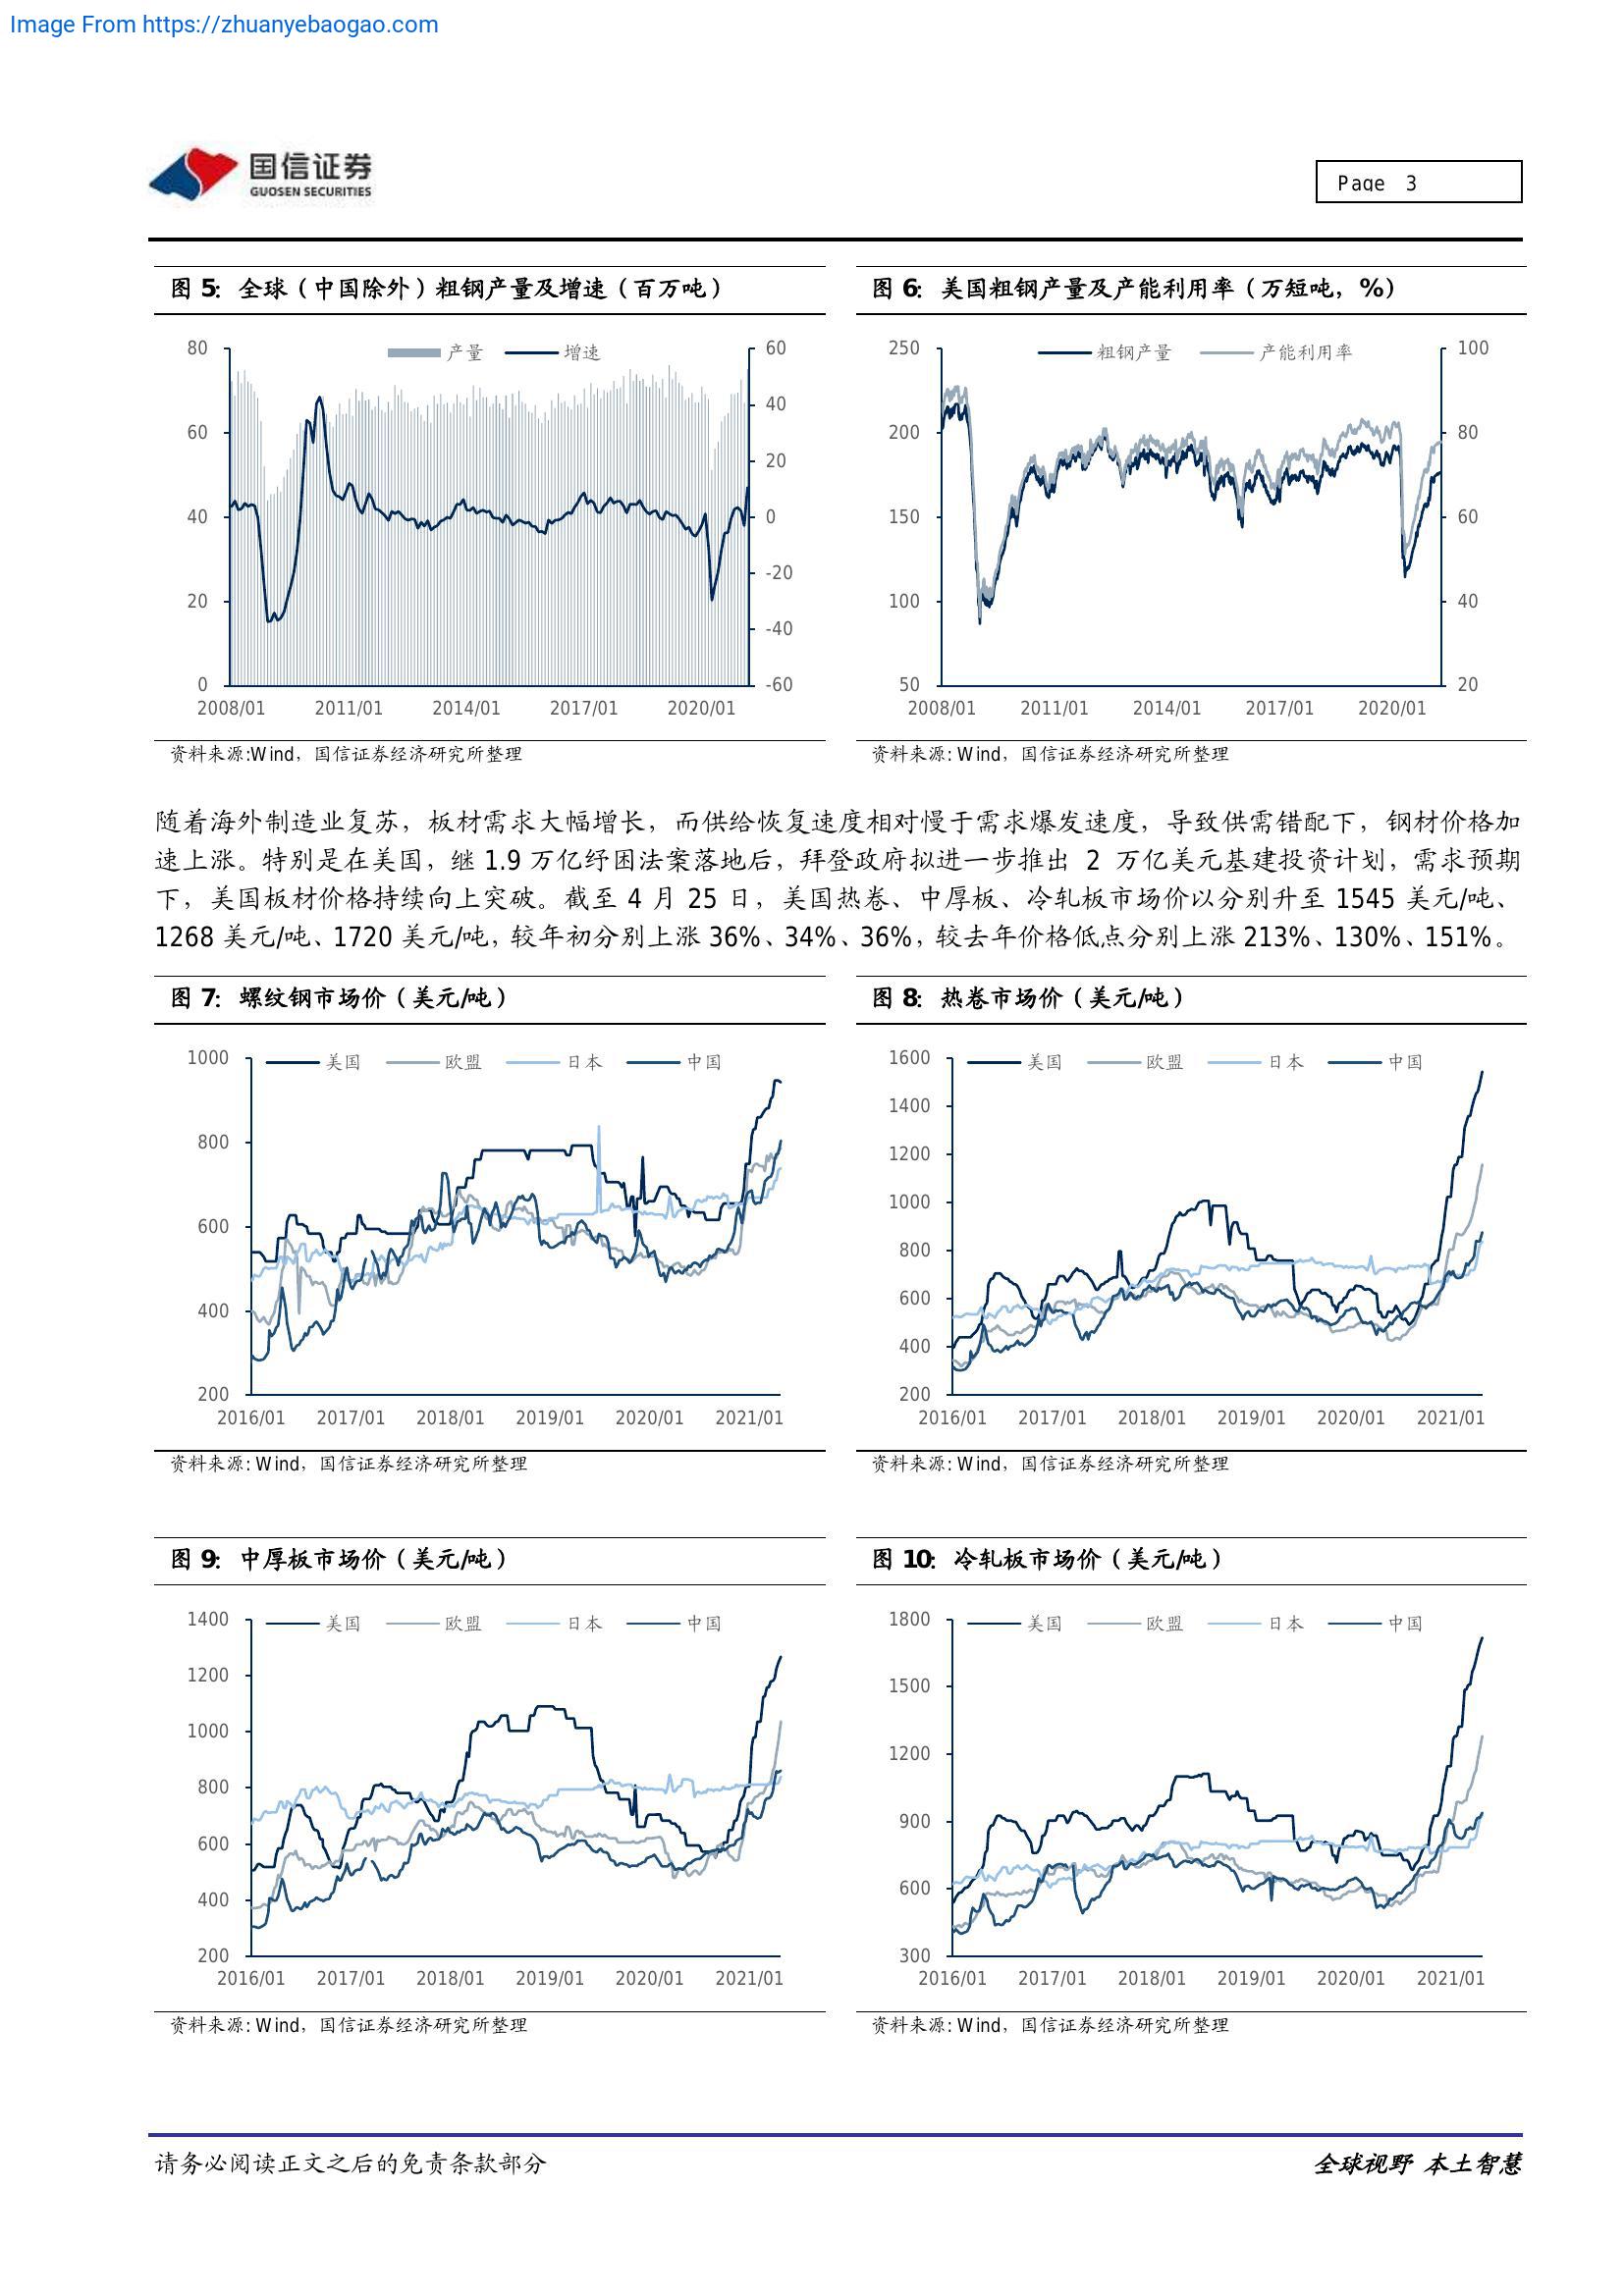 Image From https://zhuanyebaogao.com
国信证券
GUOSEN SECURITIES
Page 3
图 5: 全球（中国除外）粗钢产量及增速（百万吨）
产量 增速
80
60
40
20
0
60
40
20
0
-20
-40
-60
2008/01 2011/01 2014/01 2017/01 2020/01
资料来源:Wind，国信证券经济研究所整理
图 6: 美国粗钢产量及产能利用率（万短吨，%）
粗钢产量 产能利用率
250
200
150
100
50
100
80
60
40
20
2008/01 2011/01 2014/01 2017/01 2020/01
资料来源: Wind，国信证券经济研究所整理
随着海外制造业复苏，板材需求大幅增长，而供给恢复速度相对慢于需求爆发速度，导致供需错配下，钢材价格加
速上涨。特别是在美国，继 1.9 万亿纾困法案落地后，拜登政府拟进一步推出 2 万亿美元基建投资计划，需求预期
下，美国板材价格持续向上突破。截至 4 月 25 日，美国热卷、中厚板、冷轧板市场价以分别升至 1545 美元/吨、
1268 美元/吨、1720 美元/吨，较年初分别上涨 36%、34%、36%，较去年价格低点分别上涨 213%、130%、151%。
图 7: 螺纹钢市场价（美元/吨）
美国 欧盟 日本 中国
1000
800
600
400
200
2016/01 2017/01 2018/01 2019/01 2020/01 2021/01
资料来源: Wind，国信证券经济研究所整理
图 8: 热卷市场价（美元/吨）
美国 欧盟 日本 中国
1600
1400
1200
1000
800
600
400
200
2016/01 2017/01 2018/01 2019/01 2020/01 2021/01
资料来源: Wind，国信证券经济研究所整理
图 9: 中厚板市场价（美元/吨）
美国 欧盟 日本 中国
1400
1200
1000
800
600
400
200
2016/01 2017/01 2018/01 2019/01 2020/01 2021/01
资料来源: Wind，国信证券经济研究所整理
图 10: 冷轧板市场价（美元/吨）
美国 欧盟 日本 中国
1800
1500
1200
900
600
300
2016/01 2017/01 2018/01 2019/01 2020/01 2021/01
资料来源: Wind，国信证券经济研究所整理
请务必阅读正文之后的免责条款部分
全球视野 本土智慧